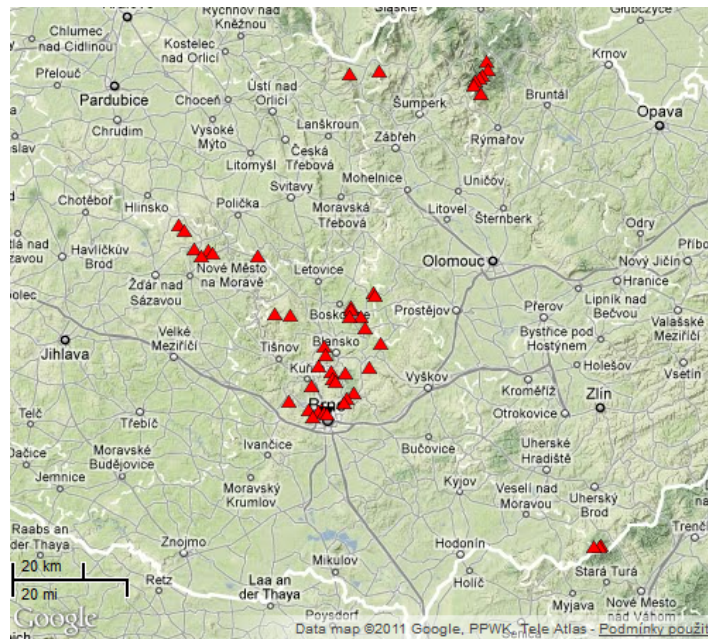 Rychnov nad
Kněžnou
Chlumec
nad Cidlinou
Kostelec
nad Orlicí
Krnov
Přelouč
Pardubice
Choceň
Ústí nad
Orlicí
Šumperk
Bruntál
Opava
Chrudim
Vysoké
Mýto
Lanškroun
Zábřeh
Rýmařov
Česká
Třebová
Litomyšl
Mohelnice
Uničov
Svitavy
Chotěboř
Hlinsko
Polička
Moravská
Třebová
Litovel
Šternberk
Odry
Havlíčkův
Brod
Nové Město
na Moravě
Olomouc
Nový Jičín
Hranice
Žďár nad
Sázavou
Letovice
Lipník nad
Bečvou
Prostějov
Přerov
Valašské
Meziříčí
Velké
Meziříčí
Bystřice pod
Hostýnem
Jihlava
Tišnov
Blansko
Vsetín
Holešov
Vyškov
Kroměříž
Zlín
Telč
Třebíč
Otrokovice
Ivančice
Bučovice
Moravské
Budějovice
Uherské
Hradiště
Jemnice
Moravský
Krumlov
Kyjov
Veselí nad
Moravou
Uherský
Brod
Raabs an
der Thaya
Znojmo
Hodonín
20 km
Mikulov
Holíč
Stará Turá
20 mi
Retz
Laa an
der Thaya
Myjava
Nové Mesto
nad Váhom
Poysdorf
Google
Data map ©2011 Google, PPWK, Tele Atlas - Podmínky použit